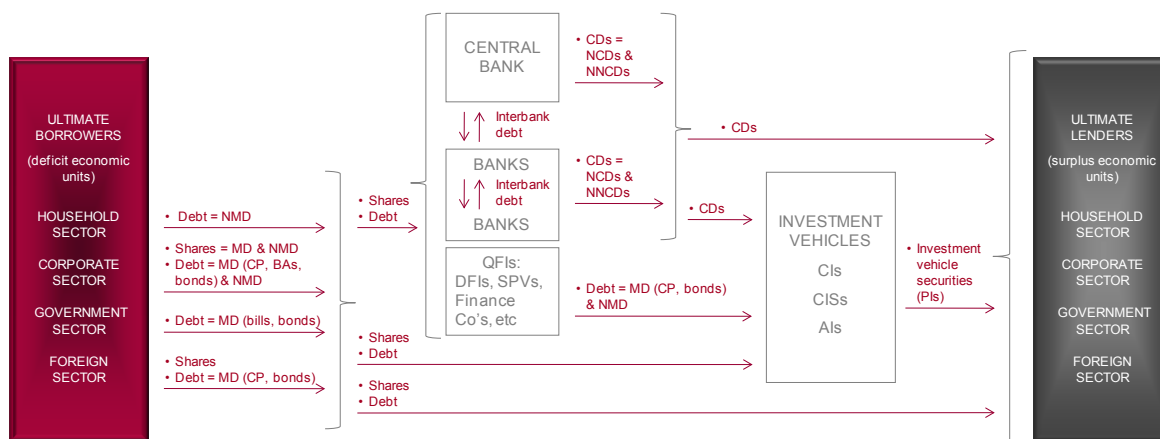 ULTIMATE
BORROWERS
(deficit economic
units)
HOUSEHOLD
SECTOR
CORPORATE
SECTOR
GOVERNMENT
SECTOR
FOREIGN
SECTOR
• Debt = NMD
• Shares = MD & NMD
• Debt = MD (CP, BAs,
bonds) & NMD
• Debt = MD (bills, bonds)
• Shares
• Debt = MD (CP, bonds)
• Shares
• Debt
CENTRAL
BANK
Interbank
debt
BANKS
Interbank
debt
BANKS
QFIs:
DFIs, SPVs,
Finance
Co's, etc
• CDs =
NCDs &
NNCDs
• CDs =
NCDs &
NNCDs
• Debt = MD (CP, bonds)
& NMD
• Shares
• Debt
• Shares
• Debt
• CDs
• CDs
INVESTMENT
VEHICLES
CIs
CISs
AIs
• Investment
vehicle
securities
(PIs)
ULTIMATE
LENDERS
(surplus economic
units)
HOUSEHOLD
SECTOR
CORPORATE
SECTOR
GOVERNMENT
SECTOR
FOREIGN
SECTOR